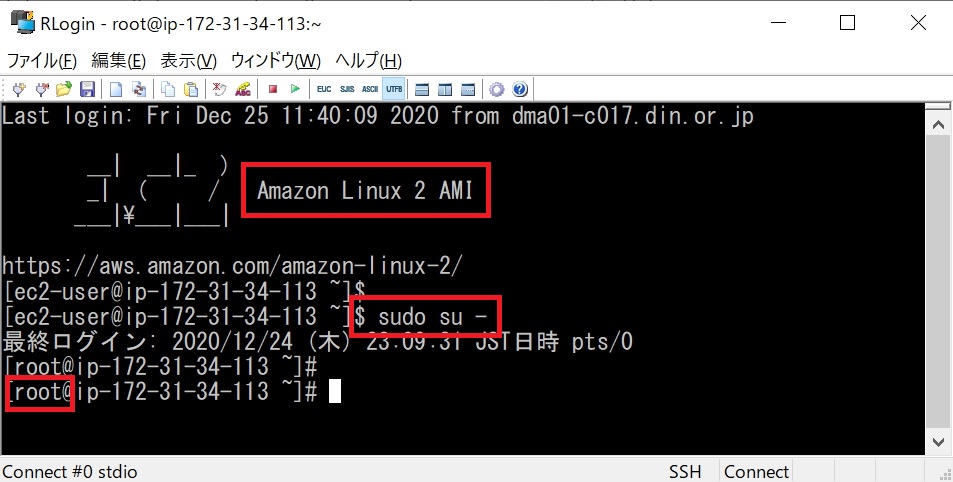 RLogin - root@ip-172-31-34-113:~
ファイル(F) 編集(E) 表示(V) ウィンドウ(W) ヘルプ(H)
EUC SJIS ASCII UTF8
Last login: Fri Dec 25 11:40:09 2020 from dma01-c017.din.or.jp
__| __|_ )
_| ( / Amazon Linux 2 AMI
___|¥___|___|
https://aws.amazon.com/amazon-linux-2/
[ec2-user@ip-172-31-34-113 ~]$
[ec2-user@ip-172-31-34-113 ~]$ sudo su -
最終ログイン: 2020/12/24 (木) 23:09:31 JST日時 pts/0
[root@ip-172-31-34-113 ~]#
[root@ip-172-31-34-113 ~]#
Connect #0 stdio SSH Connect